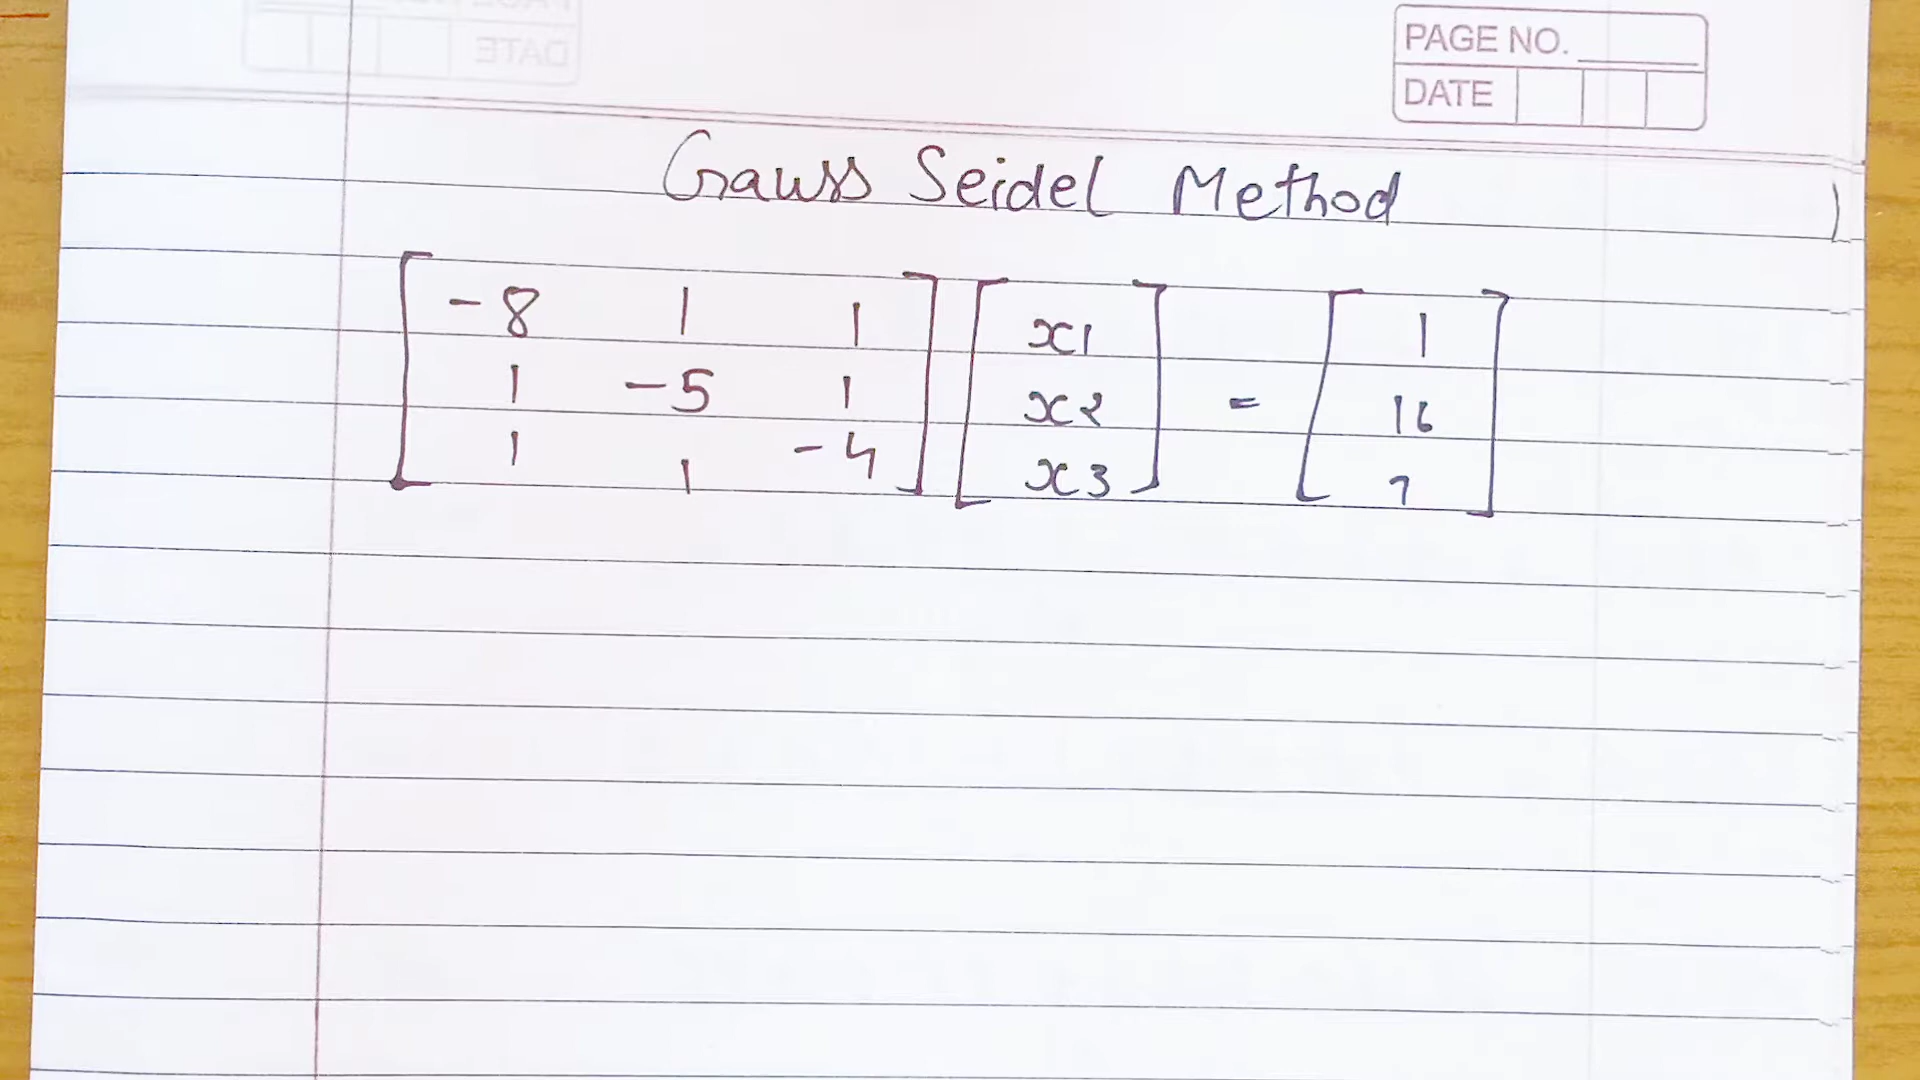 PAGE NO.
DATE
Gauss Seidel Method
-8 1 1 x1 1
1 -5 1 x2 = 16
1 1 -4 x3 7